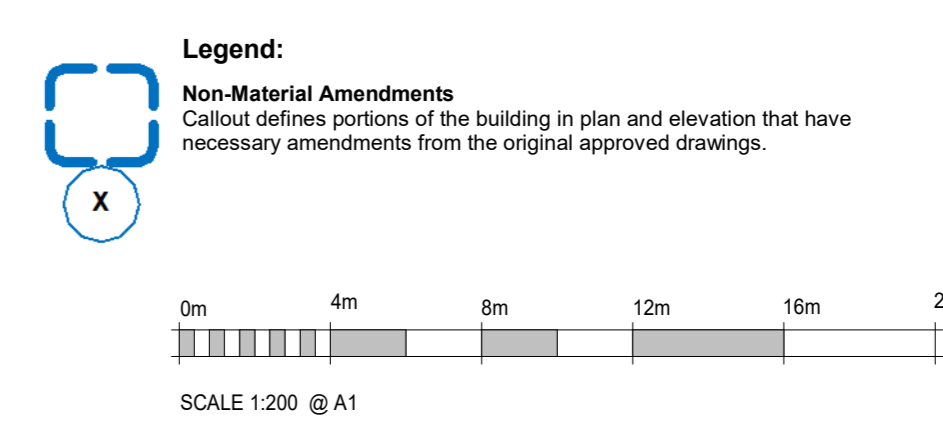 Legend:
Non-Material Amendments
Callout defines portions of the building in plan and elevation that have
necessary amendments from the original approved drawings.
X
0m 4m 8m 12m 16m
SCALE 1:200 @ A1